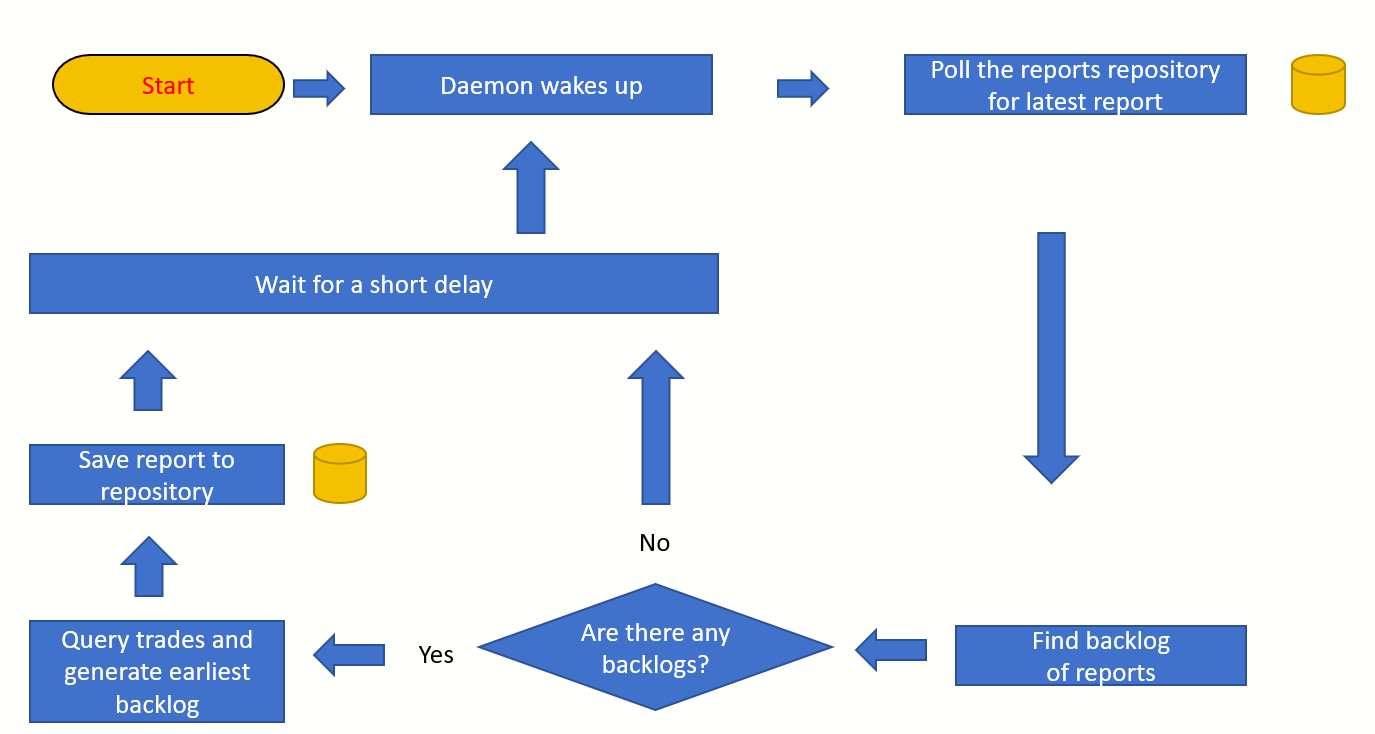 Start
Daemon wakes up
Poll the reports repository
for latest report
Wait for a short delay
Save report to
repository
No
Are there any
backlogs?
Yes
Query trades and
generate earliest
backlog
Find backlog
of reports